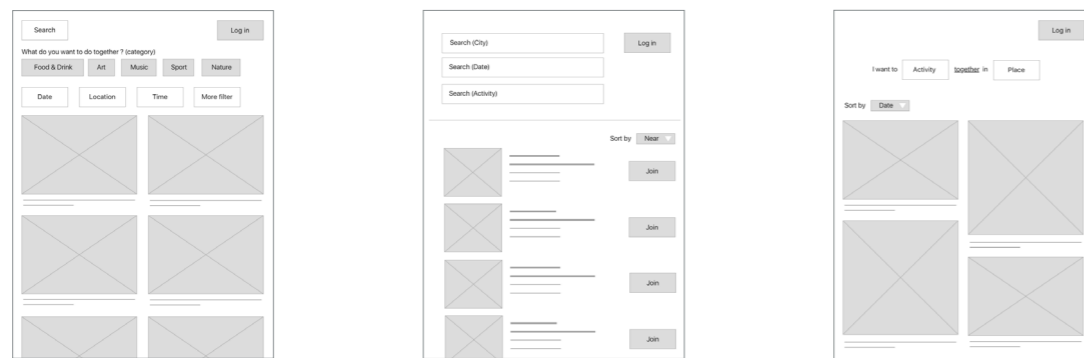 Search
Log in
What do you want to do together ? (category)
Food & Drink Art Music Sport Nature
Date Location Time More filter
Search (City)
Log in
Search (Date)
Search (Activity)
Sort by Near
Join
Join
Join
Join
Log in
I want to Activity together in Place
Sort by Date